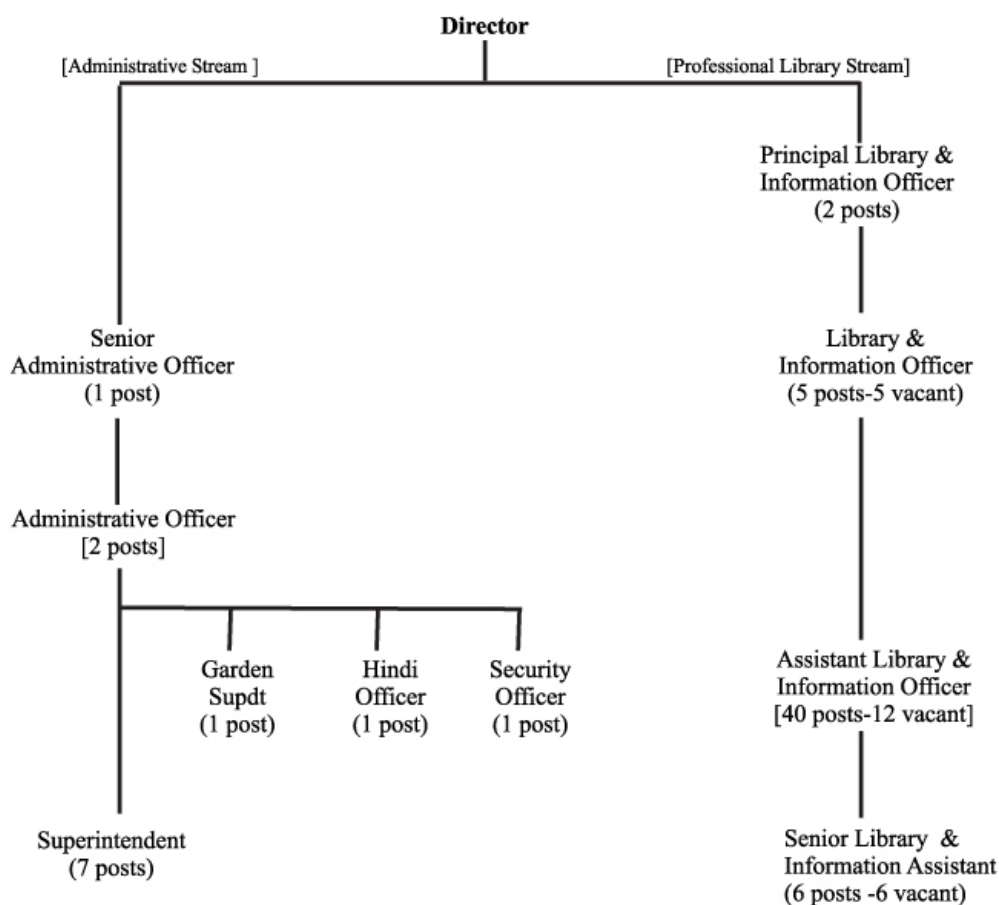 Director
[Administrative Stream ]
[Professional Library Stream]
Principal Library &
Information Officer
(2 posts)
Senior
Administrative Officer
(1 post)
Library &
Information Officer
(5 posts-5 vacant)
Administrative Officer
[2 posts]
Garden
Supdt
(1 post)
Hindi
Officer
(1 post)
Security
Officer
(1 post)
Assistant Library &
Information Officer
[40 posts-12 vacant]
Superintendent
(7 posts)
Senior Library &
Information Assistant
(6 posts -6 vacant)